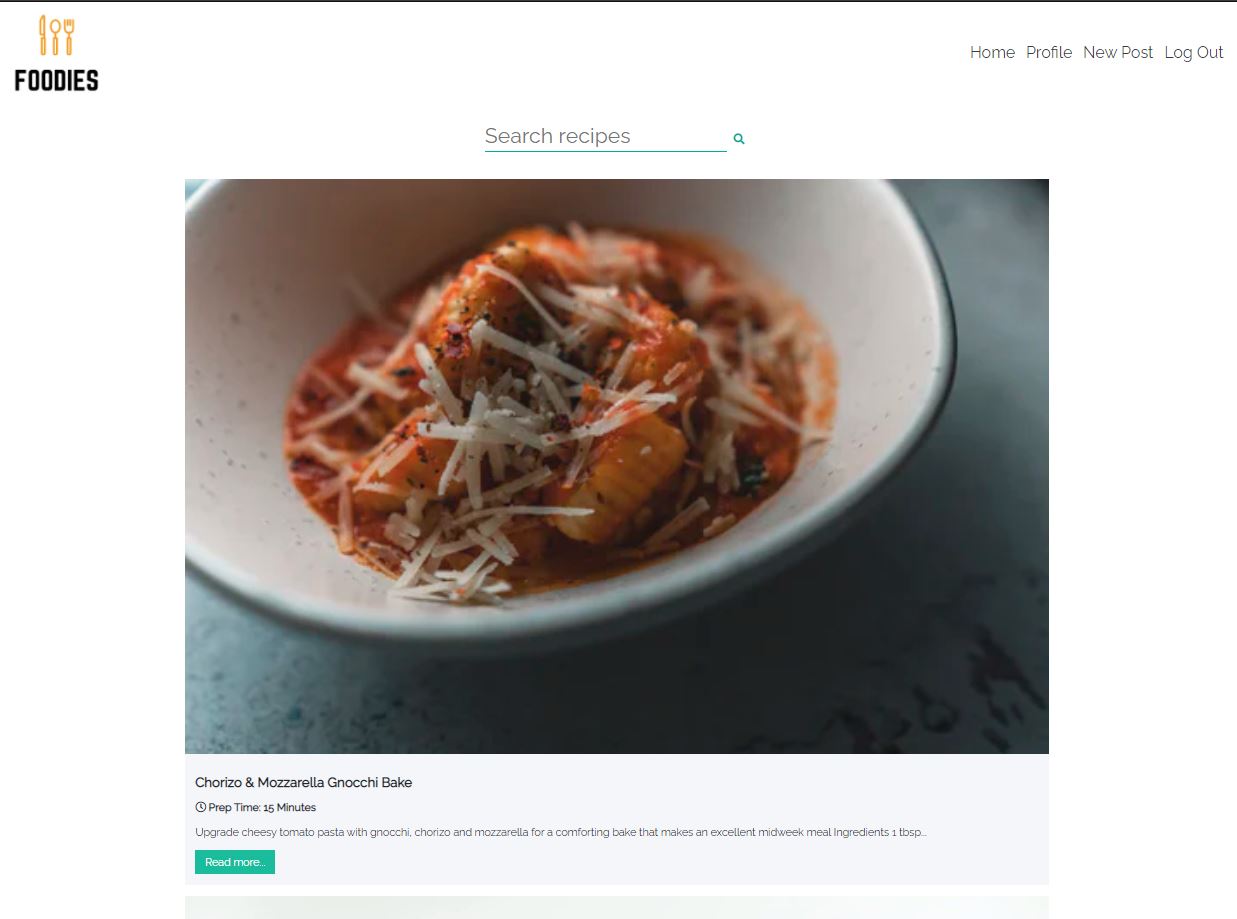 FOODIES
Home Profile New Post Log Out
Search recipes
Chorizo & Mozzarella Gnocchi Bake
Prep Time: 15 Minutes
Upgrade cheesy tomato pasta with gnocchi, chorizo and mozzarella for a comforting bake that makes an excellent midweek meal Ingredients 1 tbsp...
Read more...